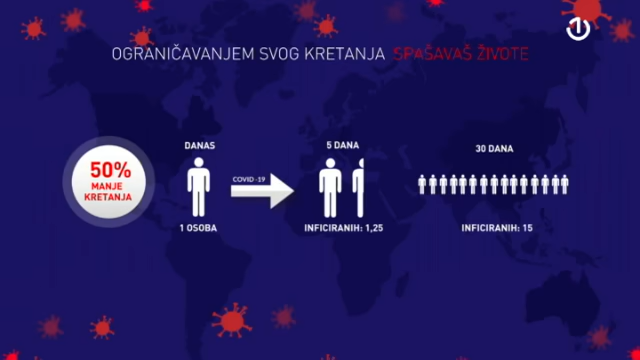 OGRANIČAVANJEM SVOG KRETANJA SPAŠAVAŠ ŽIVOTE
50%
MANJE
KRETANJA
DANAS
1 OSOBA
COVID -19
5 DANA
INFICIRANIH: 1,25
30 DANA
INFICIRANIH: 15
1